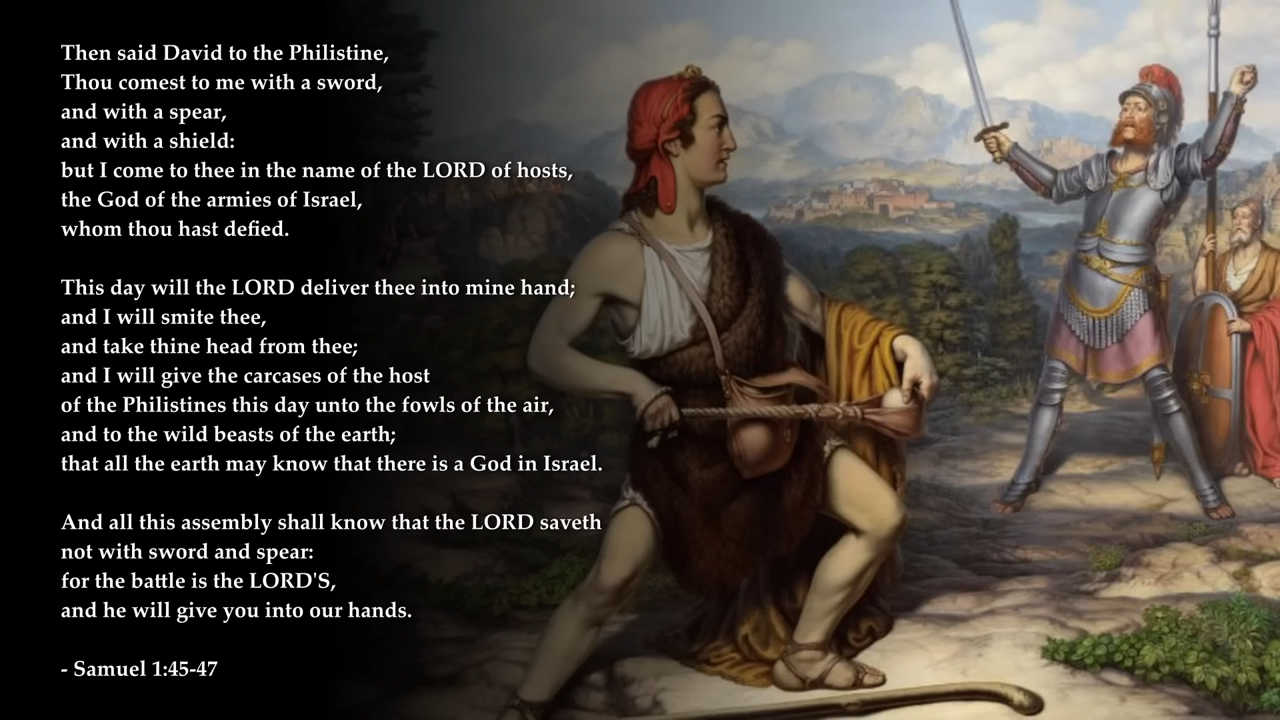 Then said David to the Philistine,
Thou comest to me with a sword,
and with a spear,
and with a shield:
but I come to thee in the name of the LORD of hosts,
the God of the armies of Israel,
whom thou hast defied.
This day will the LORD deliver thee into mine hand;
and I will smite thee,
and take thine head from thee;
and I will give the carcases of the host
of the Philistines this day unto the fowls of the air,
and to the wild beasts of the earth;
that all the earth may know that there is a God in Israel.
And all this assembly shall know that the LORD saveth
not with sword and spear:
for the battle is the LORD'S,
and he will give you into our hands.
- Samuel 1:45-47